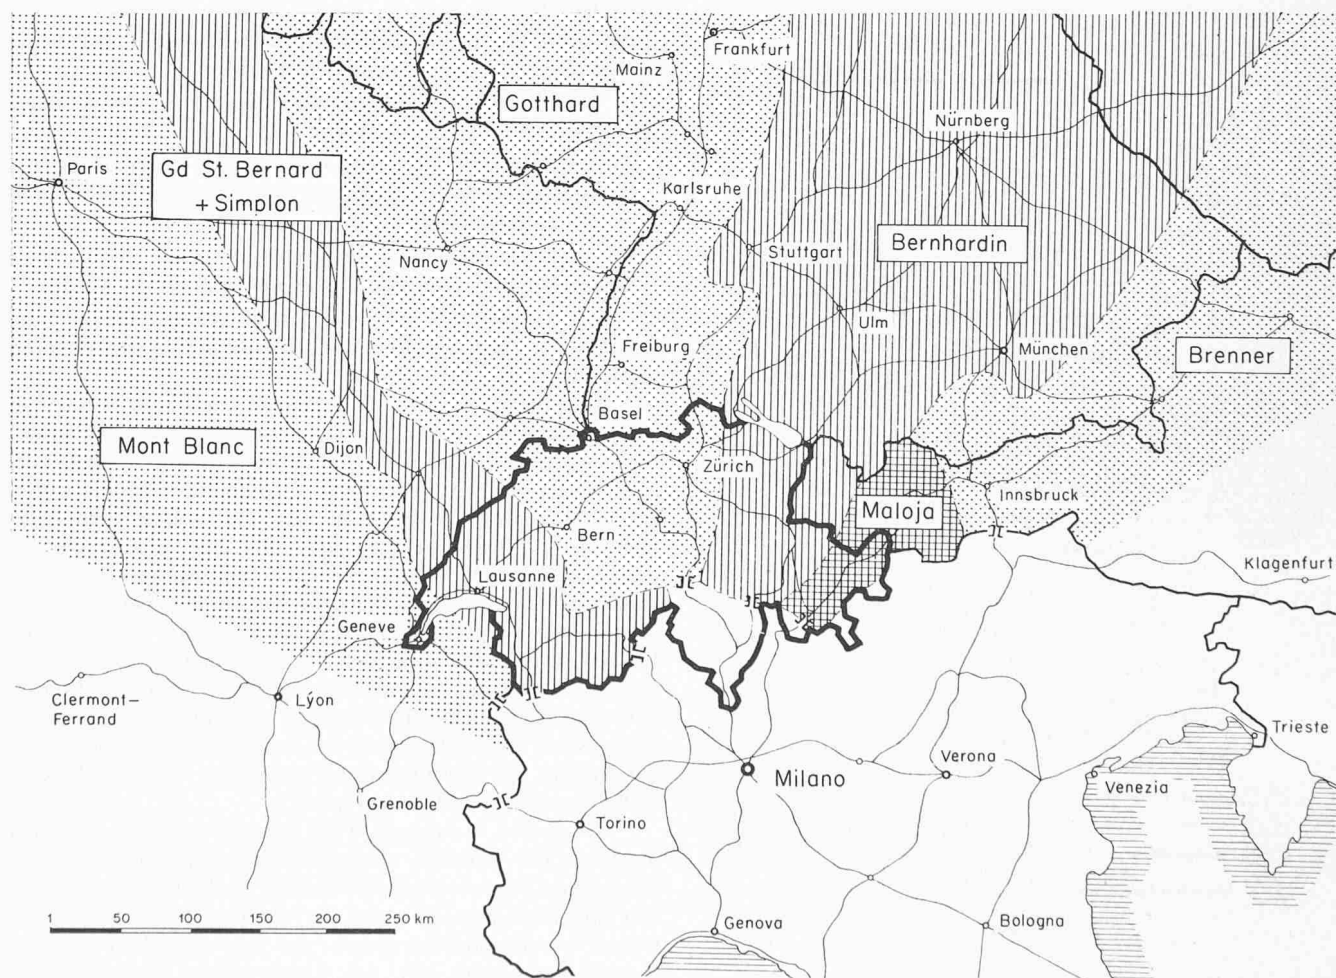 Frankfurt
Mainz
Gotthard
Nürnberg
Paris
Gd St. Bernard
+ Simplon
Karlsruhe
Nancy
Stuttgart
Bernhardin
Ulm
Freiburg
München
Brenner
Basel
Mont Blanc
Dijon
Zürich
Innsbruck
Maloja
Bern
Klagenfurt
Lausanne
Geneve
Clermont-
Ferrand
Lýon
Trieste
Verona
Milano
Venezia
Grenoble
Torino
1 50 100 150 200 250 km
Genova
Bologna